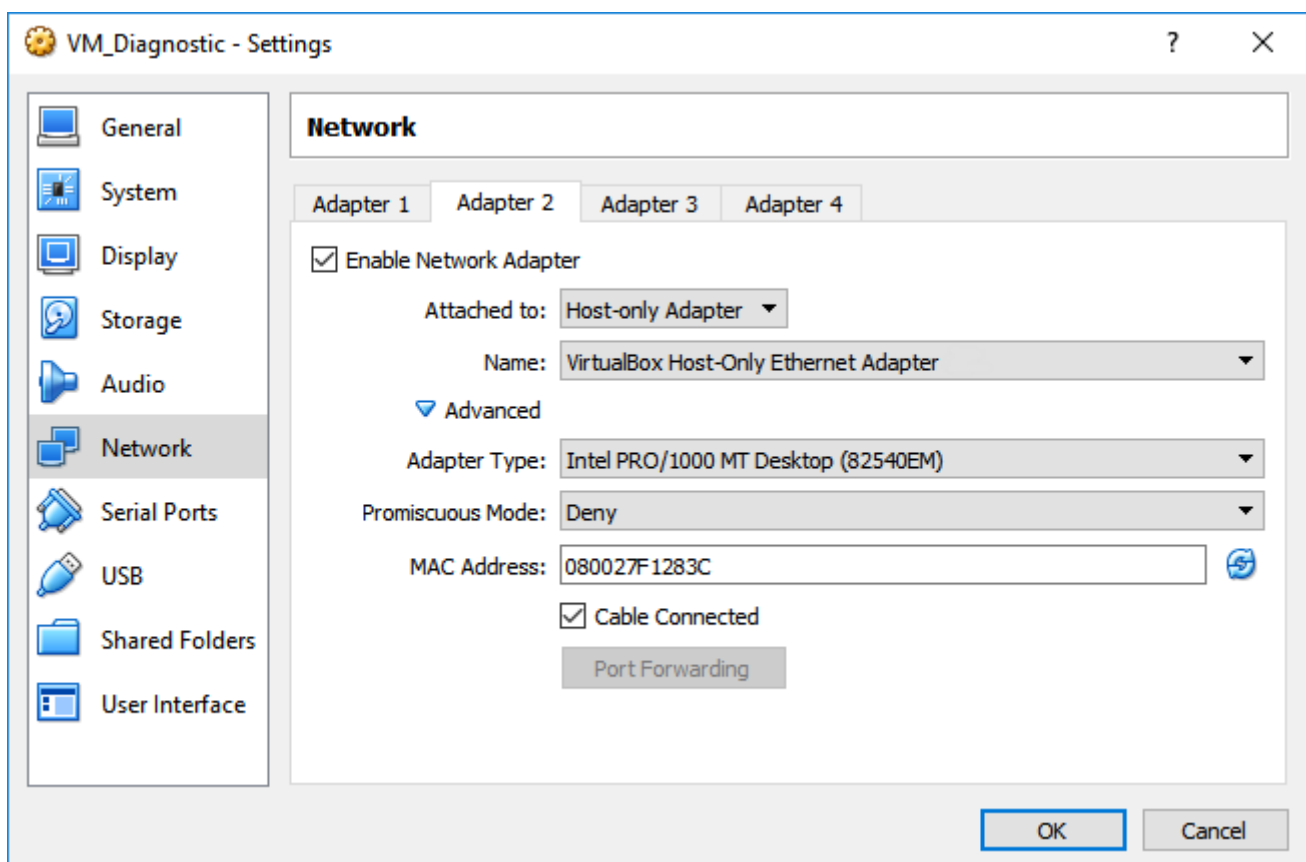 VM_Diagnostic - Settings ?
General
System
Display
Storage
Audio
Network
Serial Ports
USB
Shared Folders
User Interface
Network
Adapter 1 Adapter 2 Adapter 3 Adapter 4
Enable Network Adapter
Attached to: Host-only Adapter
Name: VirtualBox Host-Only Ethernet Adapter
Advanced
Adapter Type: Intel PRO/1000 MT Desktop (82540EM)
Promiscuous Mode: Deny
MAC Address: 080027F1283C
Cable Connected
Port Forwarding
OK Cancel